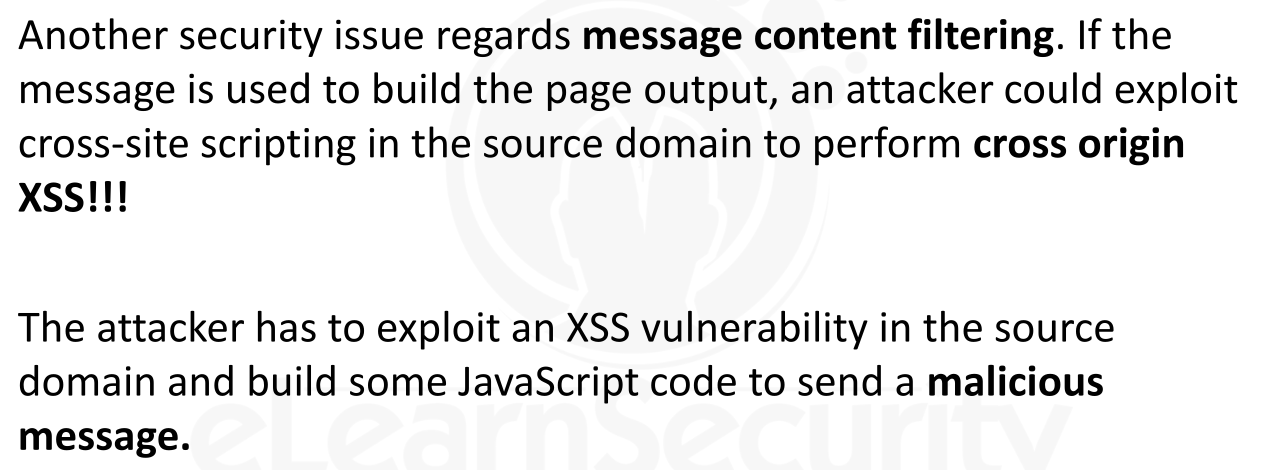 Another security issue regards message content filtering. If the
message is used to build the page output, an attacker could exploit
cross-site scripting in the source domain to perform cross origin
XSS!!!
The attacker has to exploit an XSS vulnerability in the source
domain and build some JavaScript code to send a malicious
message.
eLearnSecurity